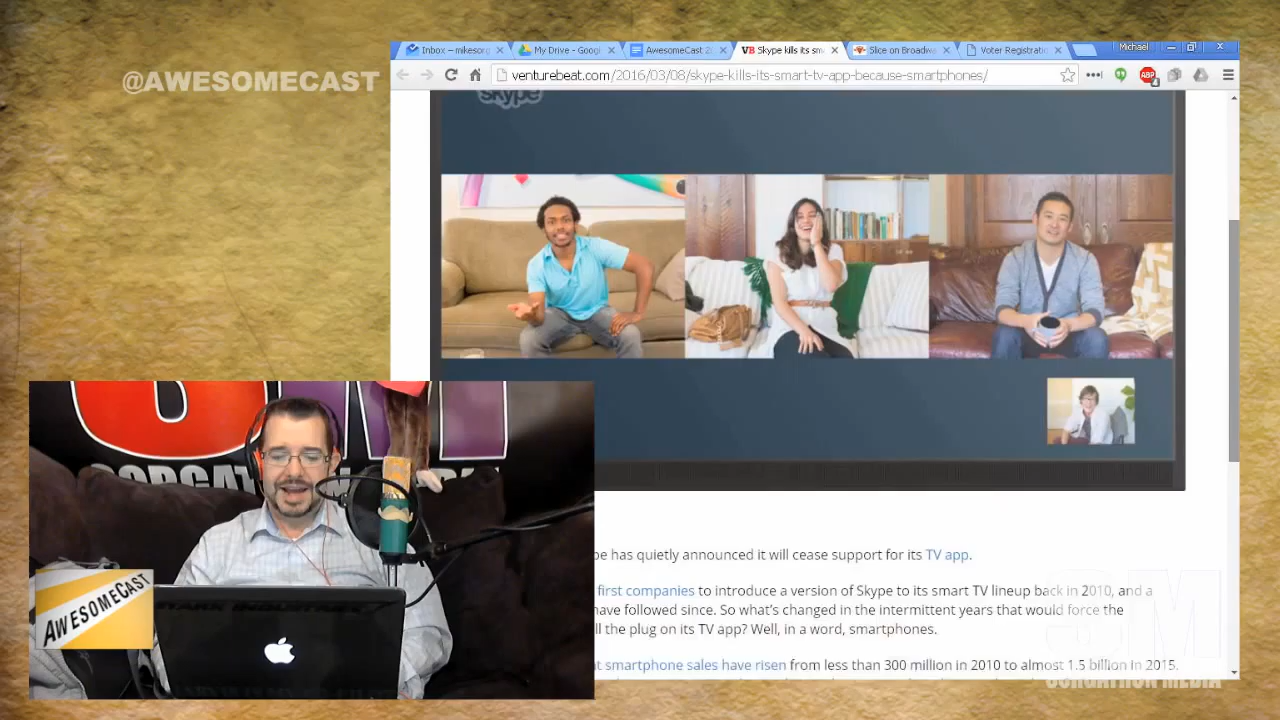 @AWESOMECAST
Inbox – mikesorg
My Drive - Googl
AwesomeCast 2
Skype kills its sm
Slice on Broadwa
Voter Registratio
Michael
venturebeat.com/2016/03/08/skype-kills-its-smart-tv-app-because-smartphones/
skype
pe has quietly announced it will cease support for its TV app.
first companies to introduce a version of Skype to its smart TV lineup back in 2010, and a
have followed since. So what's changed in the intermittent years that would force the
ll the plug on its TV app? Well, in a word, smartphones.
at smartphone sales have risen from less than 300 million in 2010 to almost 1.5 billion in 2015.
AWESOMECAST
STARK INDUSTRIES
SM
SORGATRON MEDIA